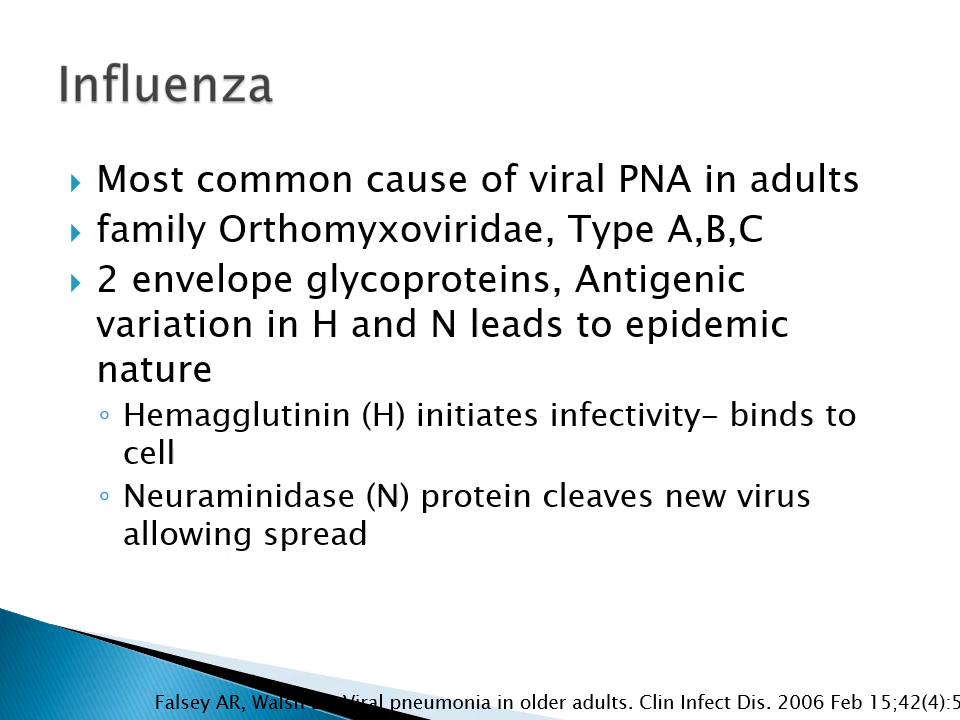 Influenza
Most common cause of viral PNA in adults
family Orthomyxoviridae, Type A,B,C
2 envelope glycoproteins, Antigenic
variation in H and N leads to epidemic
nature
Hemagglutinin (H) initiates infectivity- binds to
cell
Neuraminidase (N) protein cleaves new virus
allowing spread
Falsey AR, Walsh Viral pneumonia in older adults. Clin Infect Dis. 2006 Feb 15;42(4):5